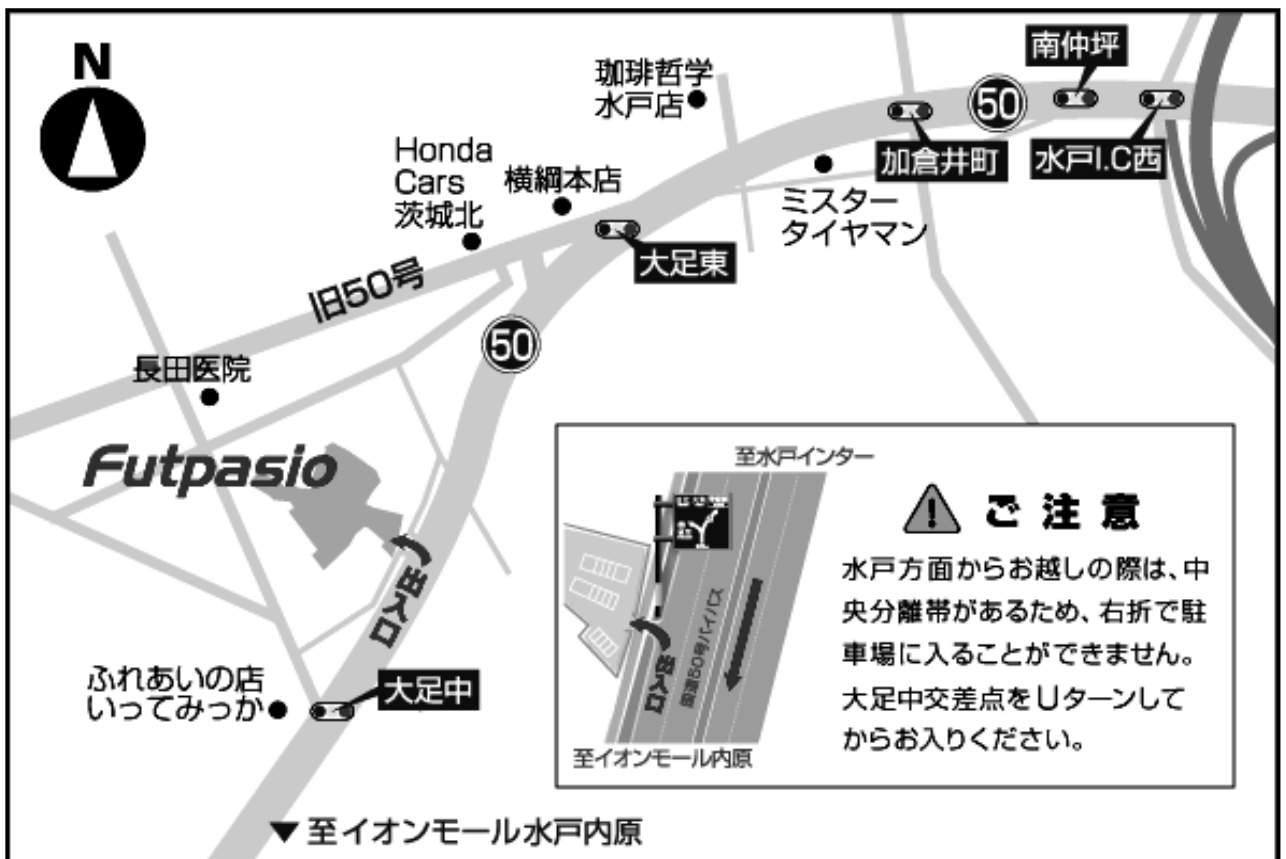 N
南仲坪
珈琲哲学
水戸店
50
Honda
Cars
茨城北
横綱本店
加倉井町
水戸I.C西
ミスター
タイヤマン
大足東
旧50号
50
長田医院
Futpasio
出入口
ふれあいの店
いってみっか
大足中
▼至イオンモール水戸内原
至水戸インター
国道50号バイパス
出入口
至イオンモール内原
ご注意
水戸方面からお越しの際は、中
央分離帯があるため、右折で駐
車場に入ることができません。
大足中交差点をUターンして
からお入りください。